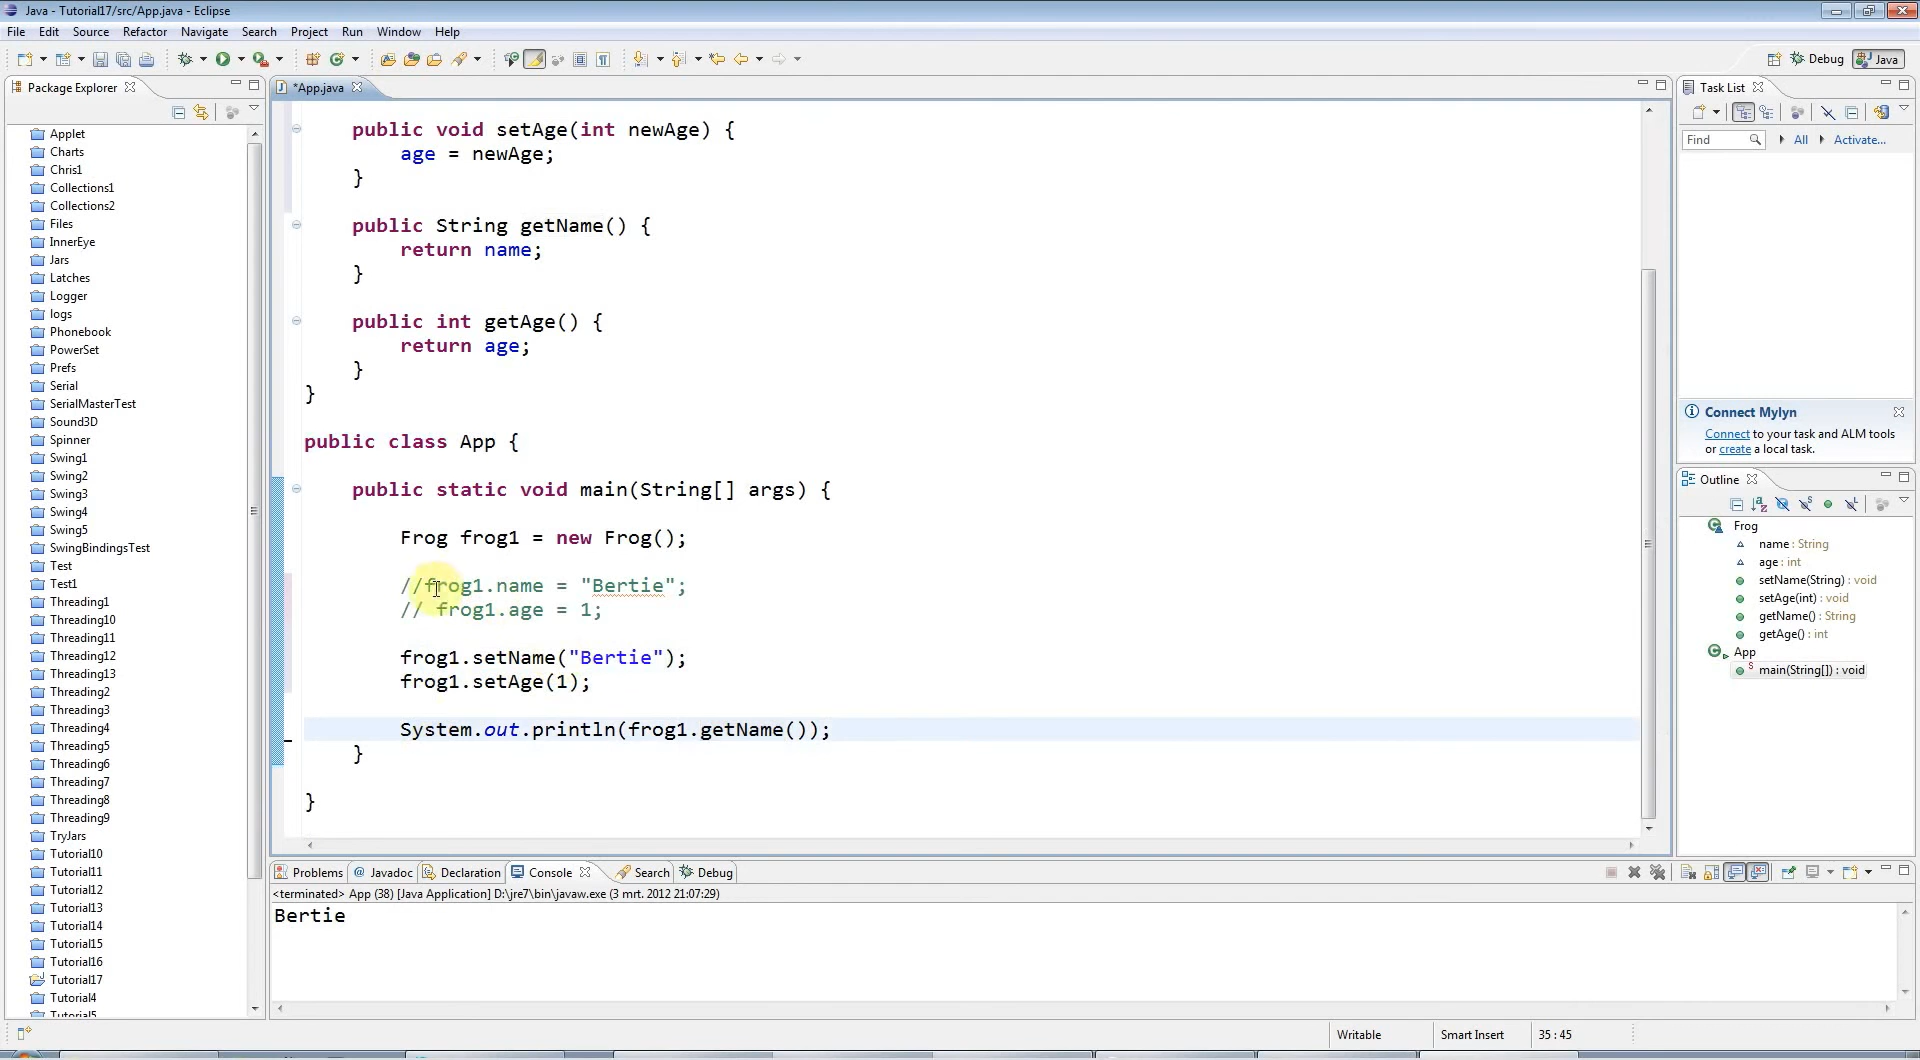 Java - Tutorial17/src/App.java - Eclipse
File Edit Source Refactor Navigate Search Project Run Window Help
Debug Java
Package Explorer
Applet
Charts
Chris1
Collections1
Collections2
Files
InnerEye
Jars
Latches
Logger
logs
Phonebook
PowerSet
Prefs
Serial
SerialMasterTest
Sound3D
Spinner
Swing1
Swing2
Swing3
Swing4
Swing5
SwingBindingsTest
Test
Test1
Threading1
Threading10
Threading11
Threading12
Threading13
Threading2
Threading3
Threading4
Threading5
Threading6
Threading7
Threading8
Threading9
TryJars
Tutorial10
Tutorial11
Tutorial12
Tutorial13
Tutorial14
Tutorial15
Tutorial16
Tutorial17
Tutorial4
Tutorial5
*App.java
public void setAge(int newAge) {
age = newAge;
}
public String getName() {
return name;
}
public int getAge() {
return age;
}
}
public class App {
public static void main(String[] args) {
Frog frog1 = new Frog();
//frog1.name = "Bertie";
// frog1.age = 1;
frog1.setName("Bertie");
frog1.setAge(1);
System.out.println(frog1.getName());
}
}
Problems @ Javadoc Declaration Console Search Debug
<terminated> App (38) [Java Application] D:\jre7\bin\javaw.exe (3 mrt. 2012 21:07:29)
Bertie
Task List
Find All Activate...
Connect Mylyn
Connect to your task and ALM tools
or create a local task.
Outline
Frog
name : String
age : int
setName(String) : void
setAge(int) : void
getName() : String
getAge() : int
App
main(String[]) : void
Writable Smart Insert 35 : 45